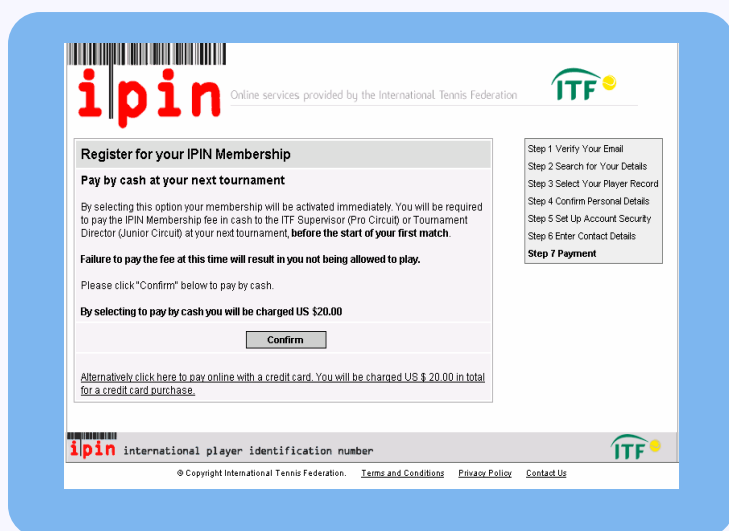 ipin
Online services provided by the International Tennis Federation
ITF
Register for your IPIN Membership
Pay by cash at your next tournament
By selecting this option your membership will be activated immediately. You will be required
to pay the IPIN Membership fee in cash to the ITF Supervisor (Pro Circuit) or Tournament
Director (Junior Circuit) at your next tournament, before the start of your first match.
Failure to pay the fee at this time will result in you not being allowed to play.
Please click "Confirm" below to pay by cash.
By selecting to pay by cash you will be charged US $20.00
Confirm
Alternatively click here to pay online with a credit card. You will be charged US $ 20.00 in total
for a credit card purchase.
Step 1 Verify Your Email
Step 2 Search for Your Details
Step 3 Select Your Player Record
Step 4 Confirm Personal Details
Step 5 Set Up Account Security
Step 6 Enter Contact Details
Step 7 Payment
ipin international player identification number
ITF
© Copyright International Tennis Federation. Terms and Conditions Privacy Policy Contact Us